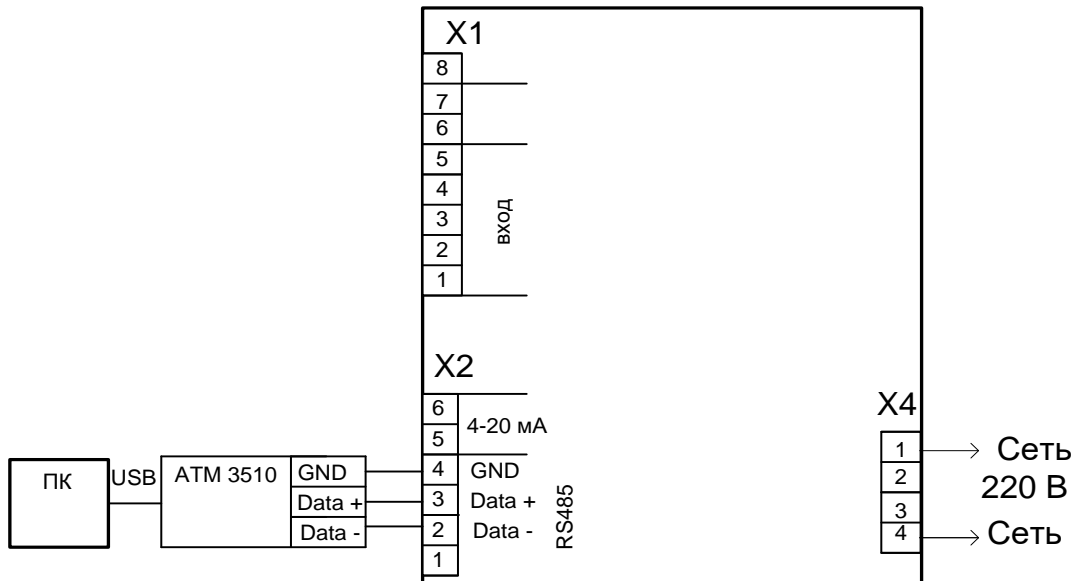 X1
8
7
6
5
4
3
2
1
вход
X2
6
5
4-20 мА
4
GND
3
Data +
2
Data -
1
RS485
ПК
USB
АТМ 3510
GND
Data +
Data -
X4
1
2
3
4
Сеть
220 В
Сеть